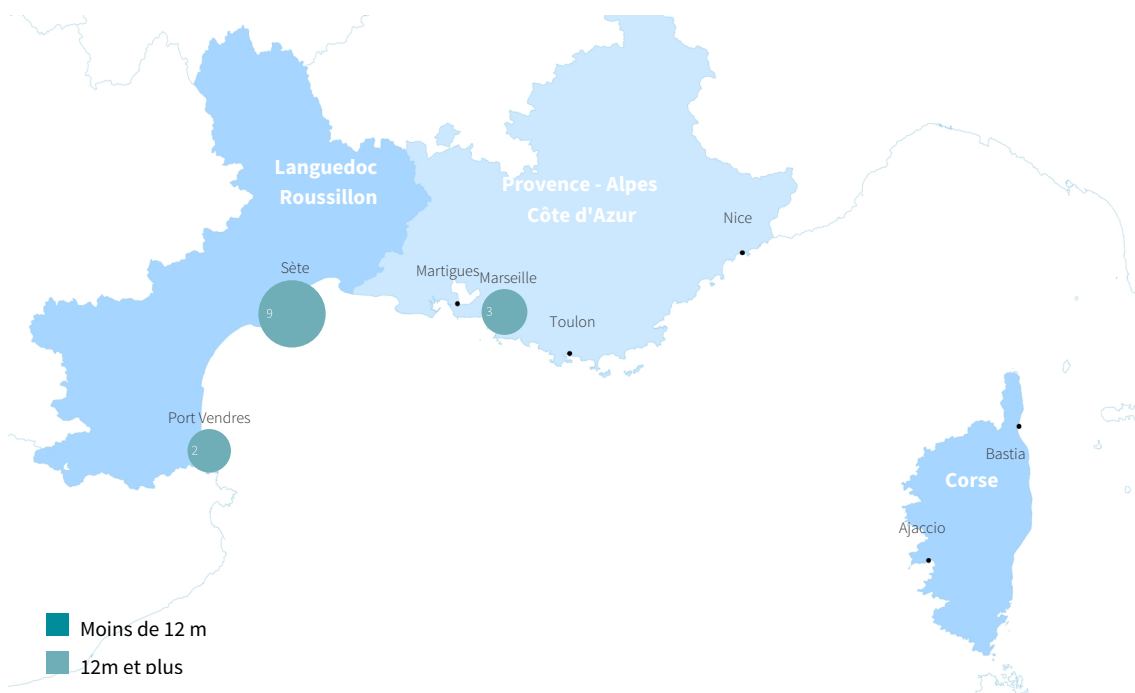 Languedoc
Roussillon
Provence - Alpes
Côte d'Azur
Nice
Sète
Martigues
Marseille
9
3
Toulon
Port Vendres
2
Bastia
Corse
Ajaccio
Moins de 12 m
12m et plus